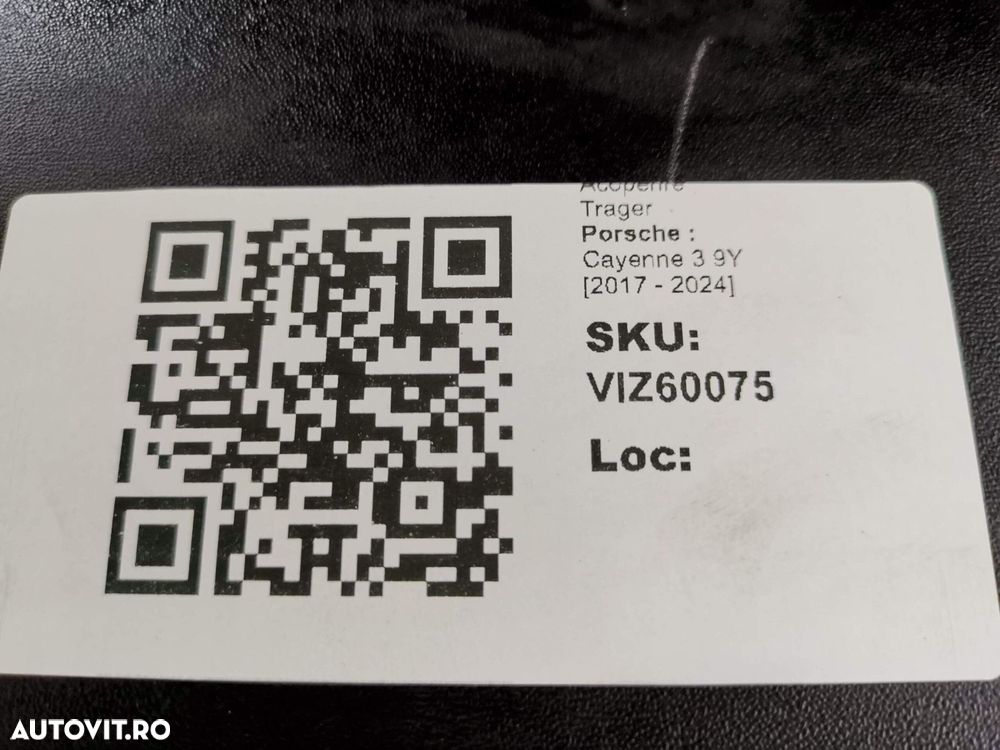 Acoperire
Trager
Porsche :
Cayenne 3 9Y
[2017 - 2024]
SKU:
VIZ60075
Loc:
AUTOVIT.RO